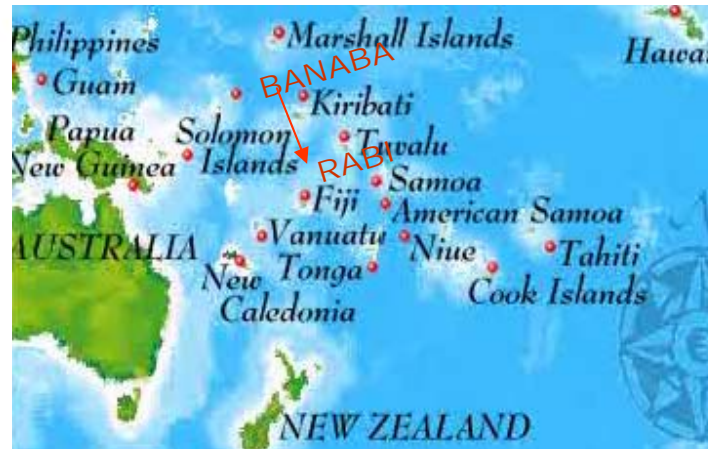 Philippines
Marshall Islands
Hawai
Guam
BANABA
Kiribati
Papua
New Guinea
Solomon
Islands
Tuvalu
RABI
Samoa
Fiji
American Samoa
AUSTRALIA
Vanuatu
Niue
Tahiti
New
Caledonia
Tonga
Cook Islands
NEW ZEALAND